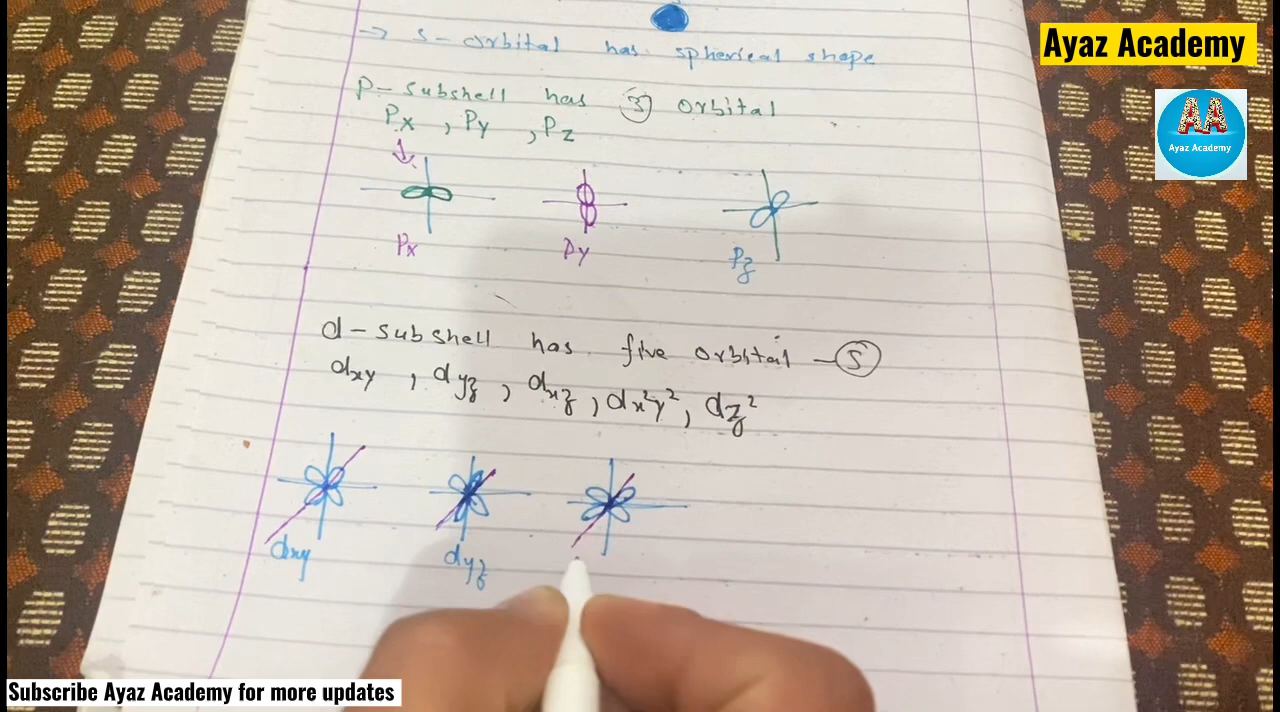 → s-orbital has spherical shape
Ayaz Academy
P-subshell has 3 orbital
Px, Py, Pz
AA
Ayaz Academy
Px Py Pz
d-subshell has five orbital - 5
dxy, dyz, dxz, dx²y², dz²
dxy dyz
Subscribe Ayaz Academy for more updates